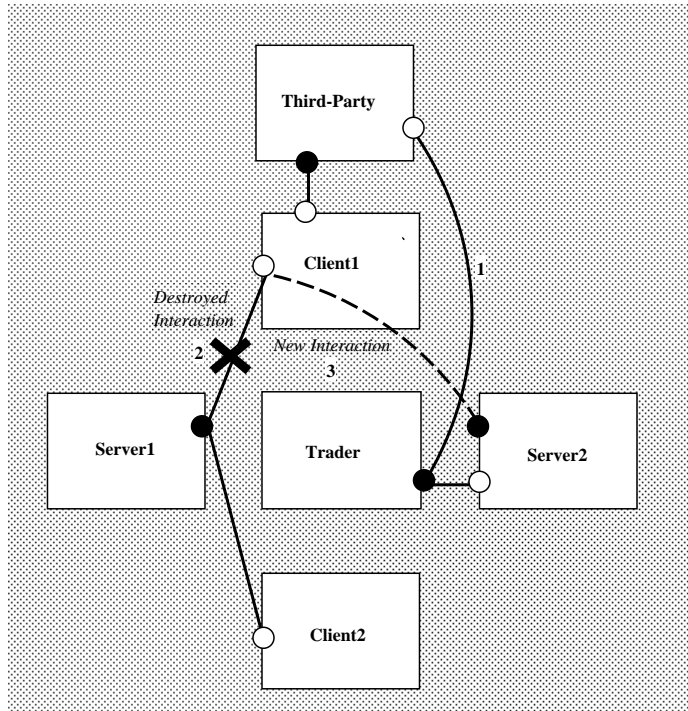 Third-Party
Client1
1
Destroyed
Interaction
2
New Interaction
3
Server1
Trader
Server2
Client2